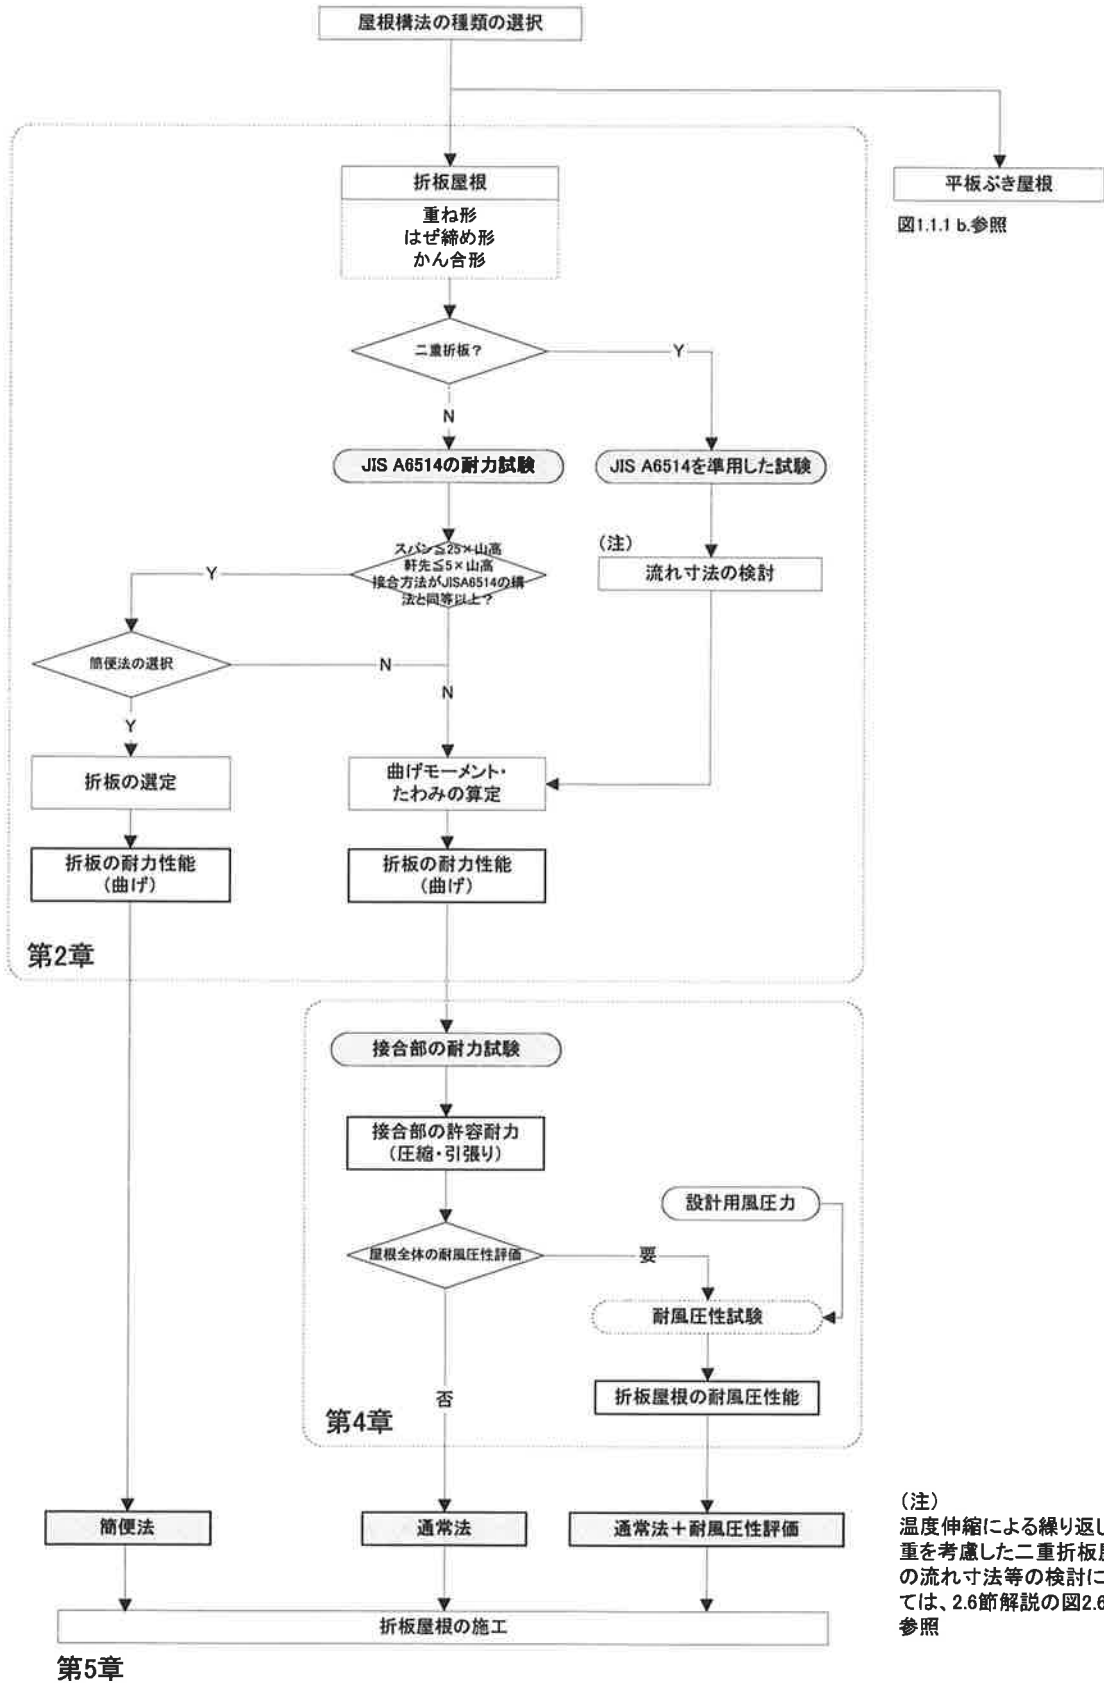 屋根構法の種類の選択
折板屋根
重ね形
はぜ締め形
かん合形
平板ぶき屋根
図1.1.1 b.参照
二重折板？
Y
N
JIS A6514の耐力試験
JIS A6514を準用した試験
スパン≦25×山高
軒先≦5×山高
接合方法がJISA6514の構
法と同等以上？
Y
（注）
流れ寸法の検討
簡便法の選択
N
N
Y
折板の選定
曲げモーメント・
たわみの算定
折板の耐力性能
（曲げ）
折板の耐力性能
（曲げ）
第2章
接合部の耐力試験
接合部の許容耐力
（圧縮・引張り）
設計用風圧力
屋根全体の耐風圧性評価
要
耐風圧性試験
折板屋根の耐風圧性能
否
第4章
簡便法
通常法
通常法＋耐風圧性評価
折板屋根の施工
第5章
（注）
温度伸縮による繰り返し
重を考慮した二重折板
の流れ寸法等の検討に
ては、2.6節解説の図2.6
参照